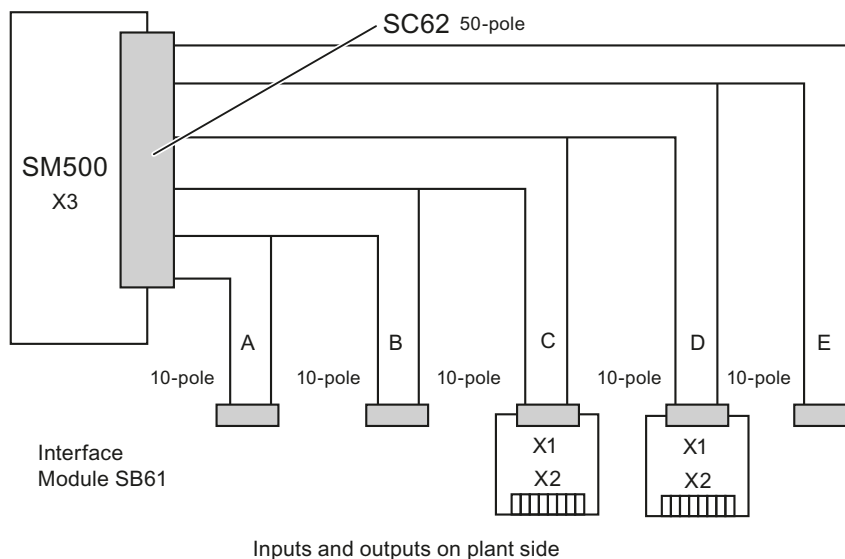 SC62 50-pole
SM500
X3
A
B
C
D
E
10-pole
10-pole
10-pole
10-pole
10-pole
X1
X1
X2
X2
Interface
Module SB61
Inputs and outputs on plant side